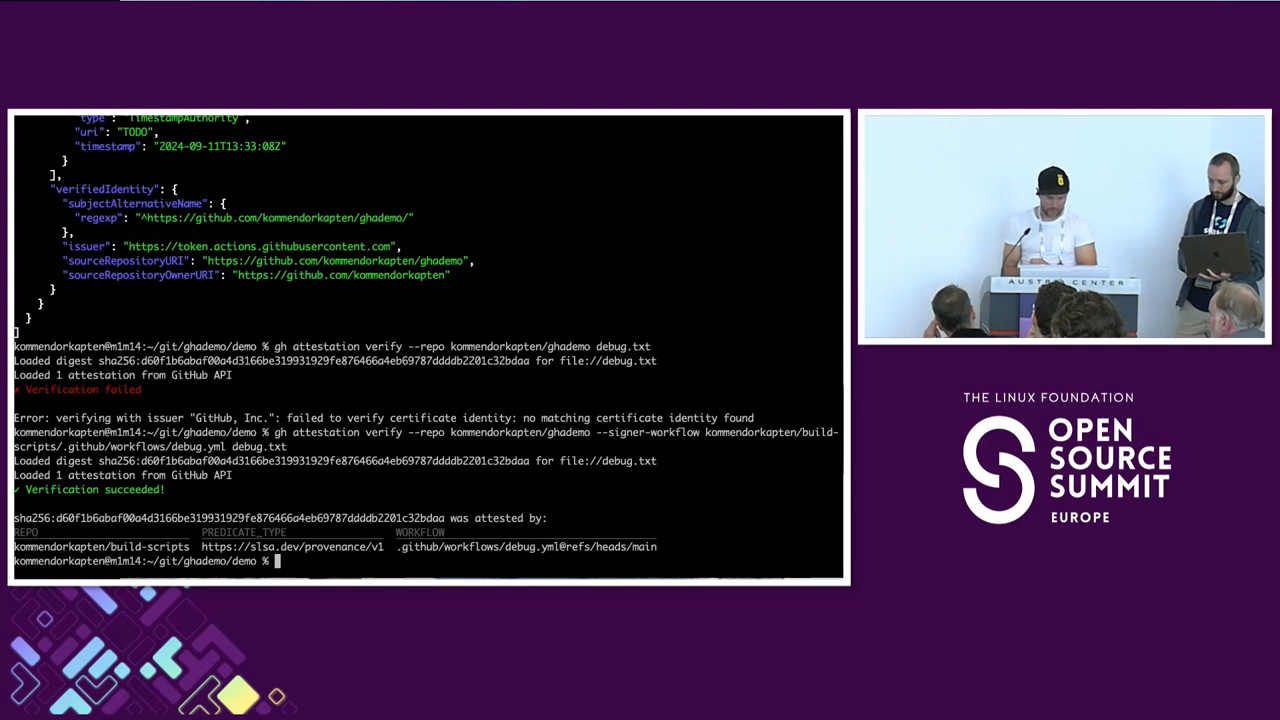 "type": "TimestampAuthority",
"uri": "TODO",
"timestamp": "2024-09-11T13:33:08Z"
}
],
"verifiedIdentity": {
"subjectAlternativeName": {
"regexp": "^https://github.com/kommendorkapten/ghademo/"
},
"issuer": "https://token.actions.githubusercontent.com",
"sourceRepositoryURI": "https://github.com/kommendorkapten/ghademo",
"sourceRepositoryOwnerURI": "https://github.com/kommendorkapten"
}
}
}
]
kommendorkapten@m1m14:~/git/ghademo/demo % gh attestation verify --repo kommendorkapten/ghademo debug.txt
Loaded digest sha256:d60f1b6abaf00a4d3166be319931929fe876466a4eb69787ddddb2201c32bdaa for file://debug.txt
Loaded 1 attestation from GitHub API
✗ Verification failed
Error: verifying with issuer "GitHub, Inc.": failed to verify certificate identity: no matching certificate identity found
kommendorkapten@m1m14:~/git/ghademo/demo % gh attestation verify --repo kommendorkapten/ghademo --signer-workflow kommendorkapten/build-
scripts/.github/workflows/debug.yml debug.txt
Loaded digest sha256:d60f1b6abaf00a4d3166be319931929fe876466a4eb69787ddddb2201c32bdaa for file://debug.txt
Loaded 1 attestation from GitHub API
✓ Verification succeeded!
sha256:d60f1b6abaf00a4d3166be319931929fe876466a4eb69787ddddb2201c32bdaa was attested by:
REPO PREDICATE_TYPE WORKFLOW
kommendorkapten/build-scripts https://slsa.dev/provenance/v1 .github/workflows/debug.yml@refs/heads/main
kommendorkapten@m1m14:~/git/ghademo/demo %
CENTER
THE LINUX FOUNDATION
OPEN
SOURCE
SUMMIT
EUROPE